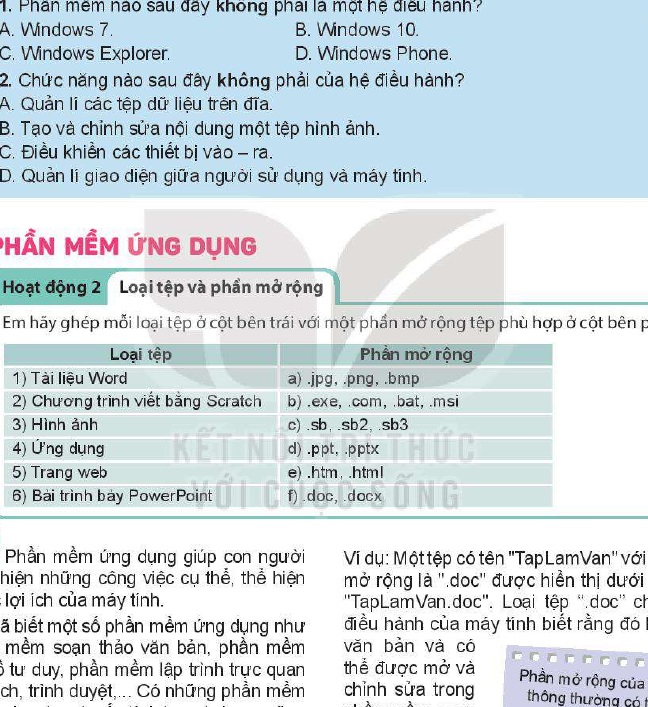 1. Phần mềm nào sau đây không phải là một hệ điều hành?
A. Windows 7.
B. Windows 10.
C. Windows Explorer.
D. Windows Phone.
2. Chức năng nào sau đây không phải của hệ điều hành?
A. Quản lí các tệp dữ liệu trên đĩa.
B. Tạo và chỉnh sửa nội dung một tệp hình ảnh.
C. Điều khiển các thiết bị vào – ra.
D. Quản lí giao diện giữa người sử dụng và máy tính.
PHẦN MỀM ỨNG DỤNG
Hoạt động 2 Loại tệp và phần mở rộng
Em hãy ghép mỗi loại tệp ở cột bên trái với một phần mở rộng tệp phù hợp ở cột bên p
Loại tệp
Phần mở rộng
1) Tài liệu Word
a) .jpg, .png, .bmp
2) Chương trình viết bằng Scratch
b) .exe, .com, .bat, .msi
3) Hình ảnh
c) .sb, .sb2, .sb3
4) Ứng dụng
d) .ppt, .pptx
5) Trang web
e) .htm, .html
6) Bài trình bày PowerPoint
f) .doc, .docx
KẾT NỐI TRI THỨC
VỚI CUỘC SỐNG
Phần mềm ứng dụng giúp con người
hiện những công việc cụ thể, thể hiện
lợi ích của máy tính.
ã biết một số phần mềm ứng dụng như
mềm soạn thảo văn bản, phần mềm
tư duy, phần mềm lập trình trực quan
ch, trình duyệt,... Có những phần mềm
Ví dụ: Một tệp có tên "TapLamVan" với
mở rộng là ".doc" được hiển thị dưới
"TapLamVan.doc". Loại tệp “.doc” ch
điều hành của máy tính biết rằng đó l
văn bản và có
thể được mở và
chỉnh sửa trong
Phần mở rộng của
thông thường có t